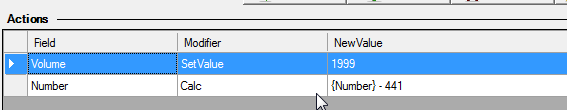 Actions
Field Modifier NewValue
Volume SetValue 1999
Number Calc {Number} - 441